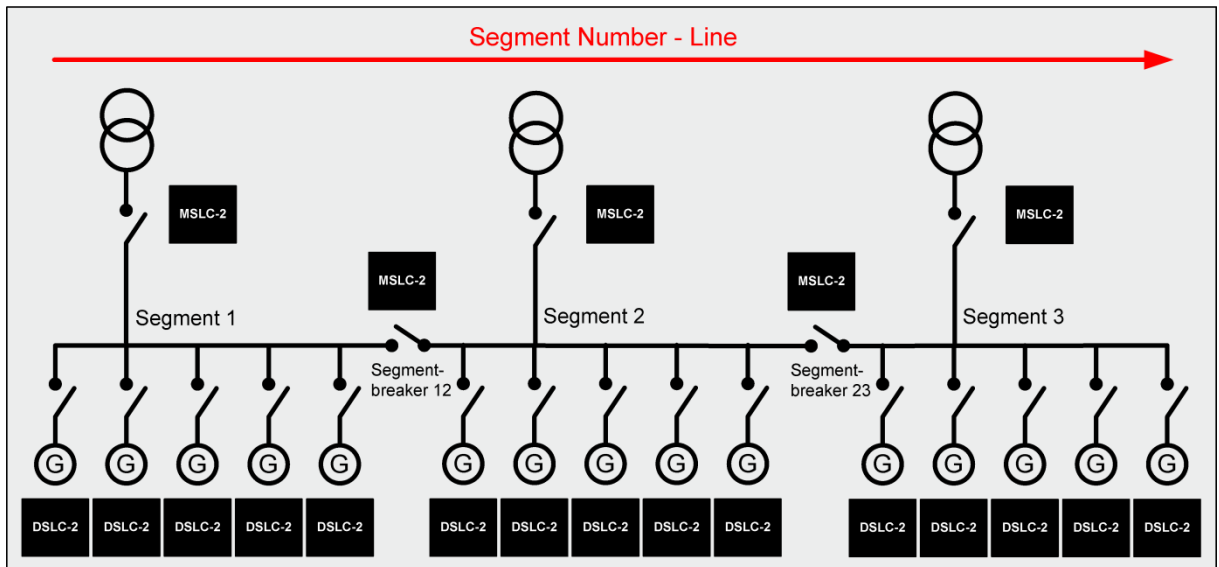 Segment Number - Line
MSLC-2
MSLC-2
MSLC-2
MSLC-2
MSLC-2
Segment 1
Segment 2
Segment 3
Segment-
breaker 12
Segment-
breaker 23
G G G G G G G G G G G G G G G
DSLC-2 DSLC-2 DSLC-2 DSLC-2 DSLC-2 DSLC-2 DSLC-2 DSLC-2 DSLC-2 DSLC-2 DSLC-2 DSLC-2 DSLC-2 DSLC-2 DSLC-2